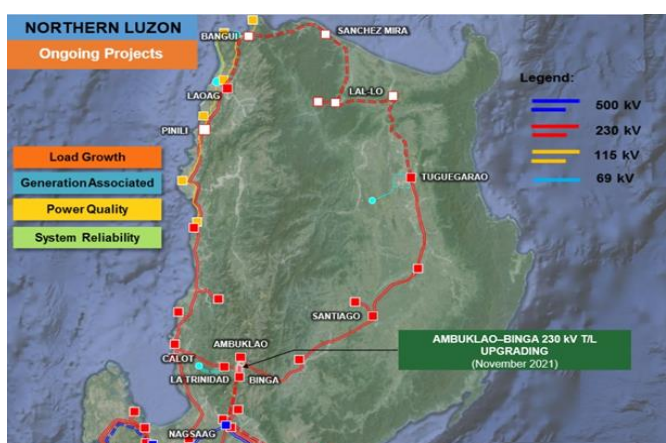 NORTHERN LUZON
Ongoing Projects
BANGUI
SANCHEZ MIRA
Legend:
500 kV
230 kV
115 kV
69 kV
LAOAG
LAL-LO
PINILI
Load Growth
Generation Associated
Power Quality
System Reliability
TUGUEGARAO
SANTIAGO
AMBUKLAO
AMBUKLAO–BINGA 230 kV T/L
UPGRADING
(November 2021)
CALOT
LA TRINIDAD
BINGA
NAGSAAG